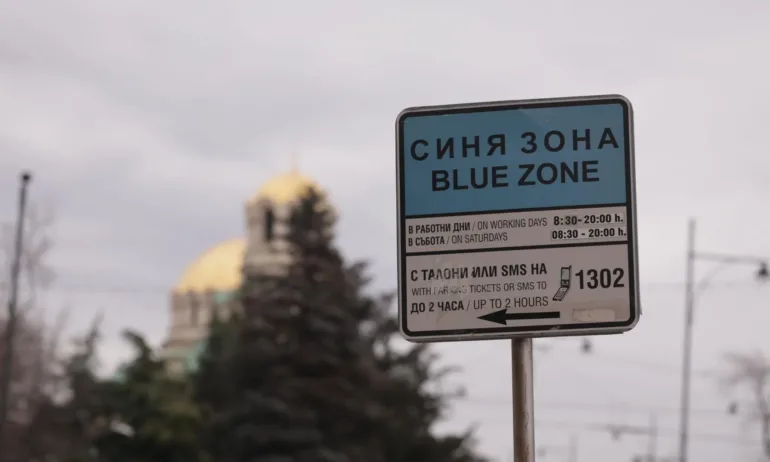 СИНЯ ЗОНА
BLUE ZONE
В РАБОТНИ ДНИ / ON WORKING DAYS 8:30-20:00 h.
В СЪБОТА / ON SATURDAYS 08:30 - 20:00 h.
С ТАЛОНИ ИЛИ SMS НА 1302
WITH PARKING TICKETS OR SMS TO
ДО 2 ЧАСА / UP TO 2 HOURS